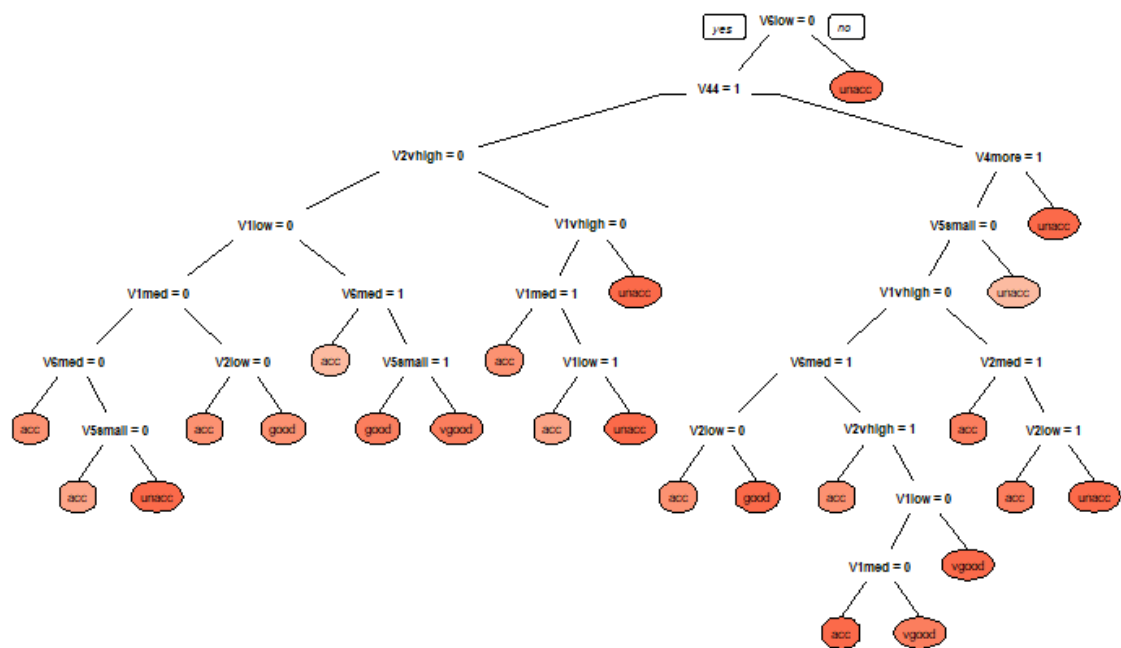 yes V6low = 0 no
V44 = 1 unacc
V2vhigh = 0 V4more = 1
V1low = 0 V1vhigh = 0 V5small = 0 unacc
V1med = 0 V6med = 1 V1med = 1 unacc V1vhigh = 0 unacc
V6med = 0 V2low = 0 acc V5small = 1 acc V1low = 1 V6med = 1 V2med = 1
acc V5small = 0 acc good good vgood acc unacc V2low = 0 V2vhigh = 1 acc V2low = 1
acc unacc acc good acc V1low = 0 acc unacc
V1med = 0 vgood
acc vgood